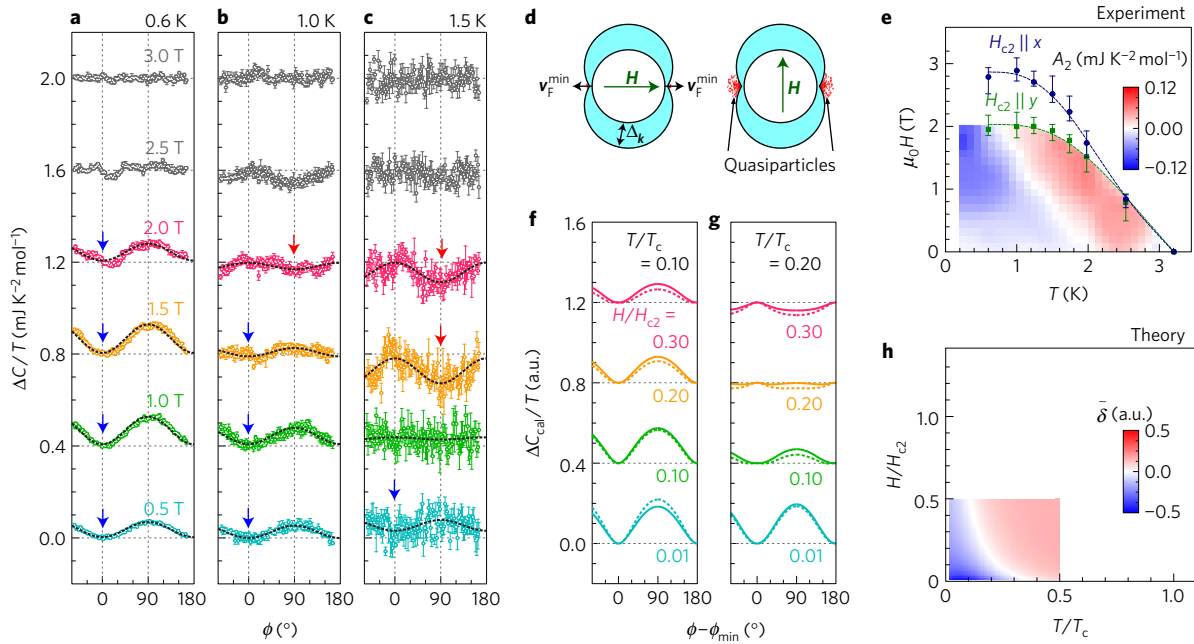 a
0.6 K
b
1.0 K
c
1.5 K
3.0 T
2.5 T
2.0 T
1.5 T
1.0 T
0.5 T
2.0
1.6
1.2
0.8
0.4
0.0
ΔC/T (mJ K⁻² mol⁻¹)
0 90 180
0 90 180
0 90 180
ϕ (°)
d
v_F^min
H
v_F^min
Δ_k
H
Quasiparticles
e
Experiment
H_c2 || x
H_c2 || y
A₂ (mJ K⁻² mol⁻¹)
0.12
0.00
−0.12
μ₀H (T)
3
2
1
0
0 1 2 3
T (K)
f
T/T_c
= 0.10
H/H_c2 =
0.30
0.20
0.10
0.01
1.6
1.2
0.8
0.4
0.0
ΔC_cal/T (a.u.)
0 90 180
g
T/T_c
= 0.20
0.30
0.20
0.10
0.01
0 90 180
ϕ−ϕ_min (°)
h
Theory
δ̄ (a.u.)
0.5
0.0
−0.5
H/H_c2
1.0
0.5
0
0 0.5 1.0
T/T_c